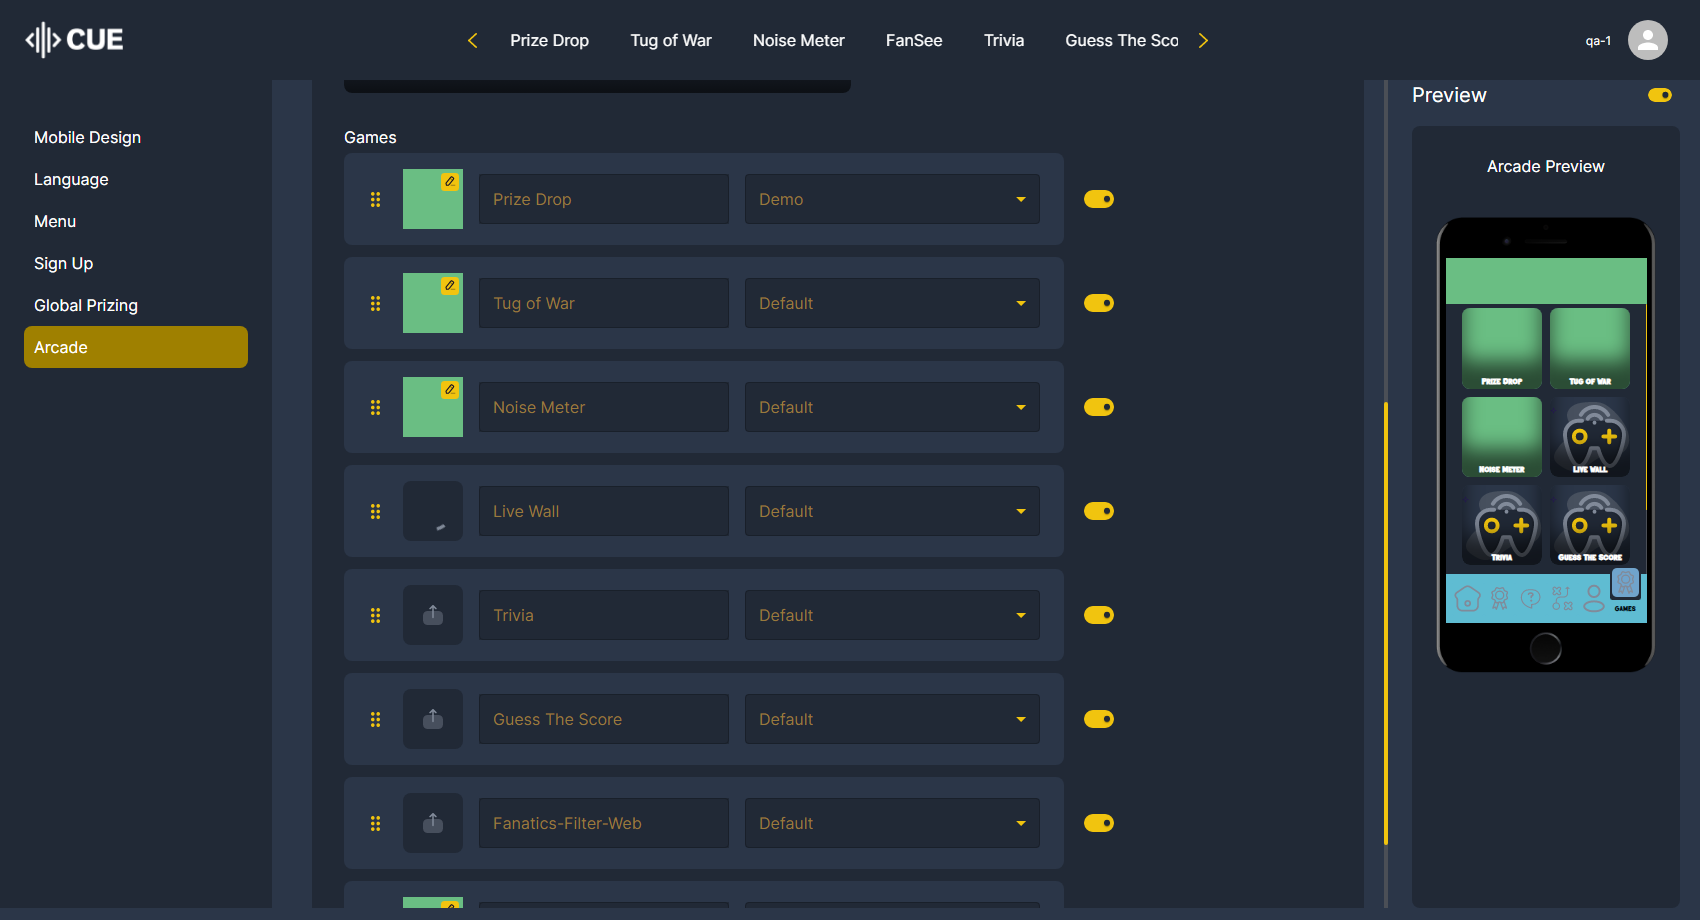 CUE
Prize Drop
Tug of War
Noise Meter
FanSee
Trivia
Guess The Sco
qa-1
Mobile Design
Language
Menu
Sign Up
Global Prizing
Arcade
Games
Prize Drop
Demo
Tug of War
Default
Noise Meter
Default
Live Wall
Default
Trivia
Default
Guess The Score
Default
Fanatics-Filter-Web
Default
Preview
Arcade Preview
Prize Drop
Tug of War
Noise Meter
Live Wall
Trivia
Guess The Score
Games